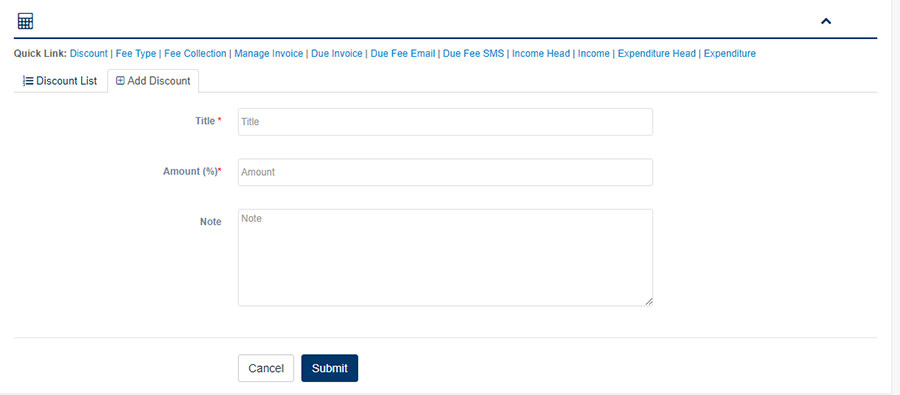 Quick Link: Discount | Fee Type | Fee Collection | Manage Invoice | Due Invoice | Due Fee Email | Due Fee SMS | Income Head | Income | Expenditure Head | Expenditure
Discount List Add Discount
Title * Title
Amount (%)* Amount
Note Note
Cancel Submit